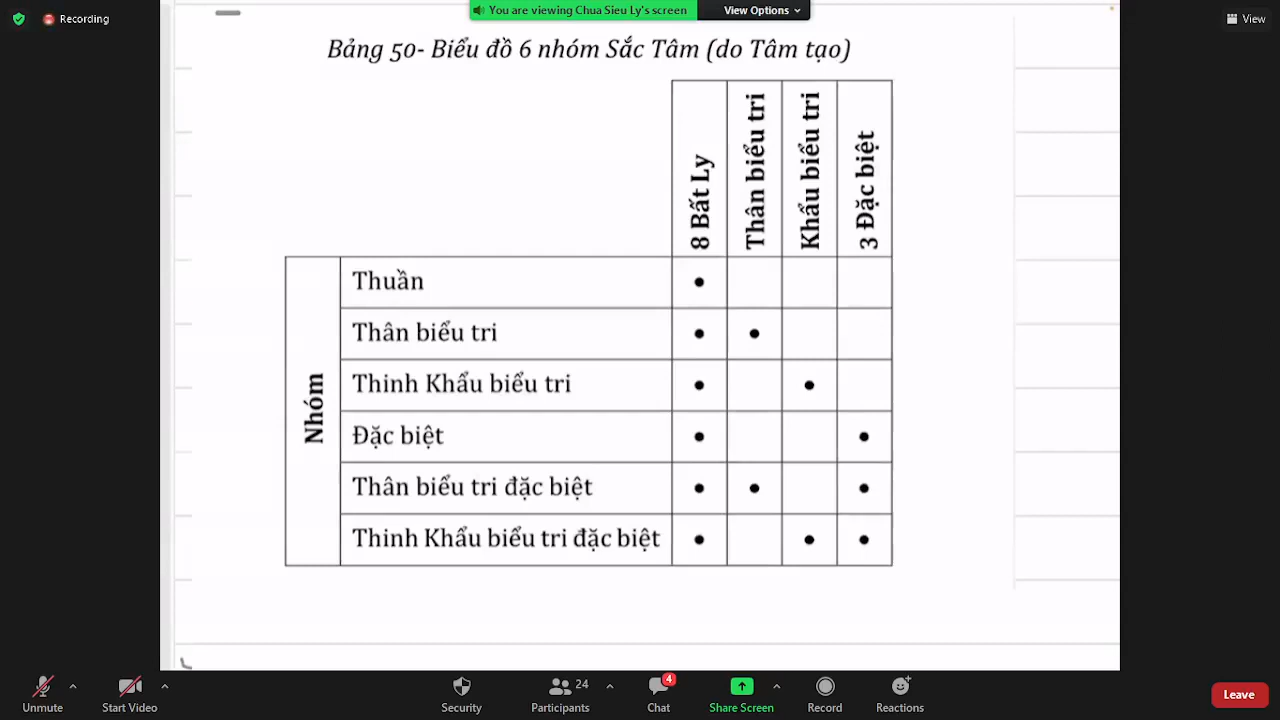 Recording
You are viewing Chua Sieu Ly's screen
View Options
View
Bảng 50- Biểu đồ 6 nhóm Sắc Tâm (do Tâm tạo)
8 Bất Ly
Thân biểu tri
Khẩu biểu tri
3 Đặc biệt
Nhóm
Thuần
Thân biểu tri
Thinh Khẩu biểu tri
Đặc biệt
Thân biểu tri đặc biệt
Thinh Khẩu biểu tri đặc biệt
Unmute
Start Video
Security
24
Participants
4
Chat
Share Screen
Record
Reactions
Leave